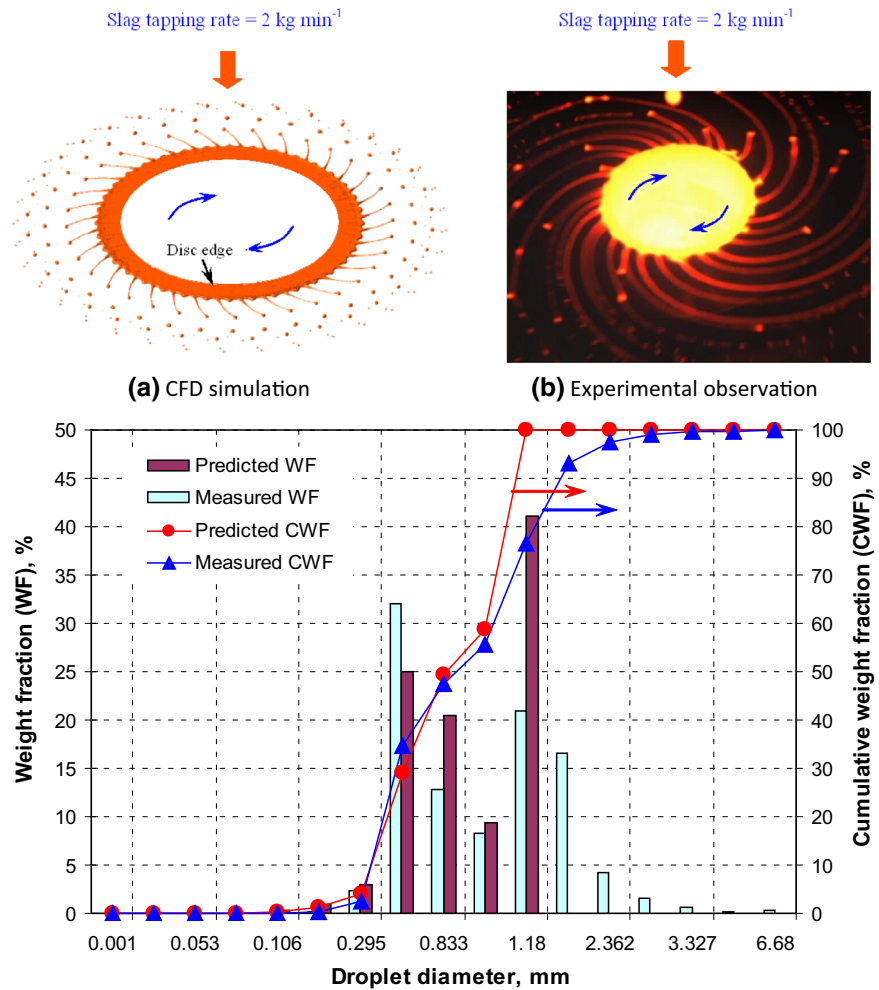 Slag tapping rate = 2 kg min⁻¹
Slag tapping rate = 2 kg min⁻¹
Disc edge
(a) CFD simulation
(b) Experimental observation
Weight fraction (WF), %
50
45
40
35
30
25
20
15
10
5
0
Predicted WF
Measured WF
Predicted CWF
Measured CWF
100
90
80
70
60
50
40
30
20
10
0
Cumulative weight fraction (CWF), %
0.001 0.053 0.106 0.295 0.833 1.18 2.362 3.327 6.68
Droplet diameter, mm